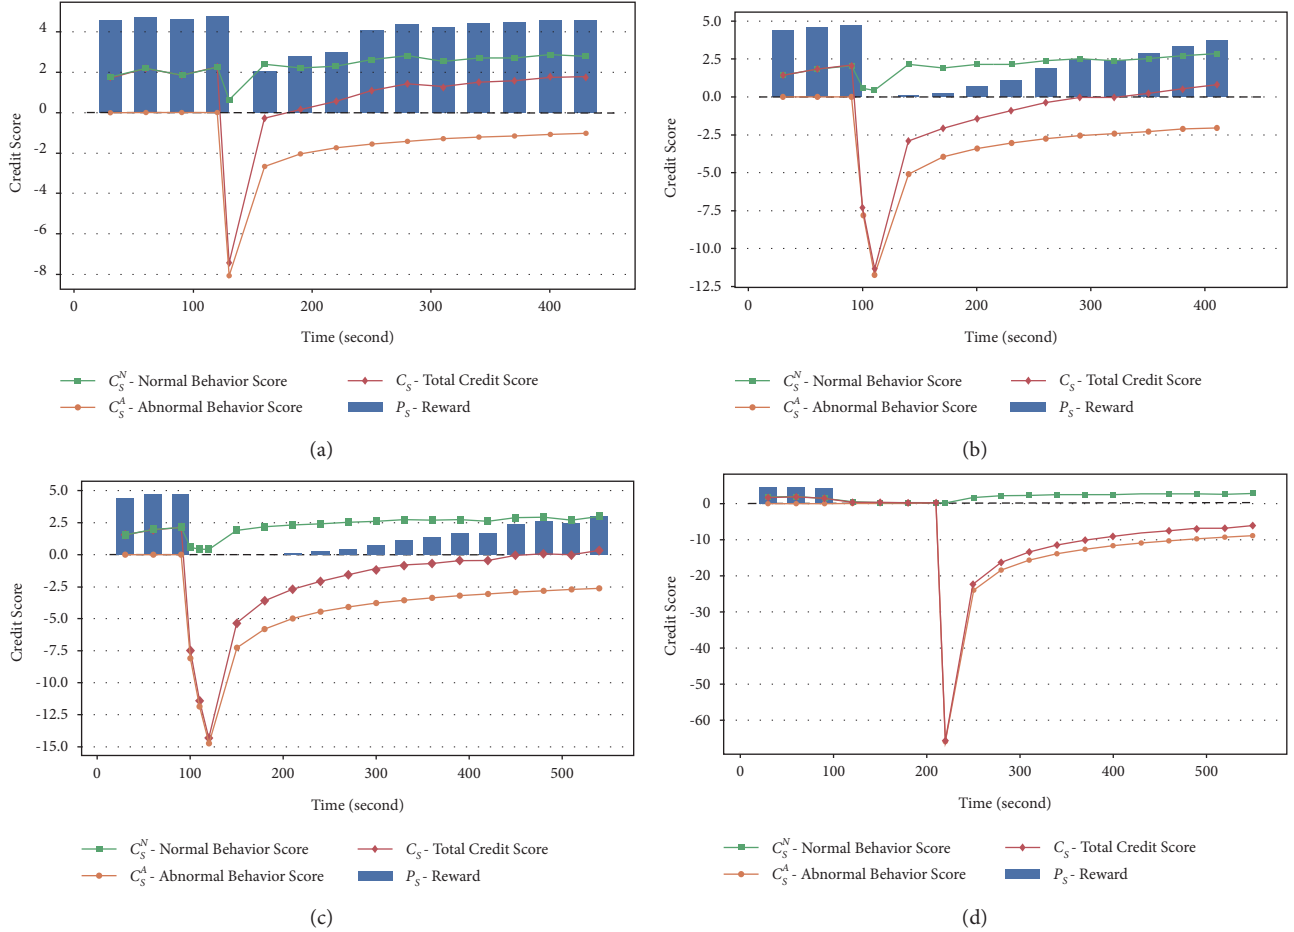 4
2
0
-2
-4
-6
-8
Credit Score
0 100 200 300 400
Time (second)
C_S^N - Normal Behavior Score
C_S - Total Credit Score
C_S^A - Abnormal Behavior Score
P_S - Reward
(a)
5.0
2.5
0.0
-2.5
-5.0
-7.5
-10.0
-12.5
Credit Score
0 100 200 300 400
Time (second)
C_S^N - Normal Behavior Score
C_S - Total Credit Score
C_S^A - Abnormal Behavior Score
P_S - Reward
(b)
5.0
2.5
0.0
-2.5
-5.0
-7.5
-10.0
-12.5
-15.0
Credit Score
0 100 200 300 400 500
Time (second)
C_S^N - Normal Behavior Score
C_S - Total Credit Score
C_S^A - Abnormal Behavior Score
P_S - Reward
(c)
0
-10
-20
-30
-40
-50
-60
Credit Score
0 100 200 300 400 500
Time (second)
C_S^N - Normal Behavior Score
C_S - Total Credit Score
C_S^A - Abnormal Behavior Score
P_S - Reward
(d)